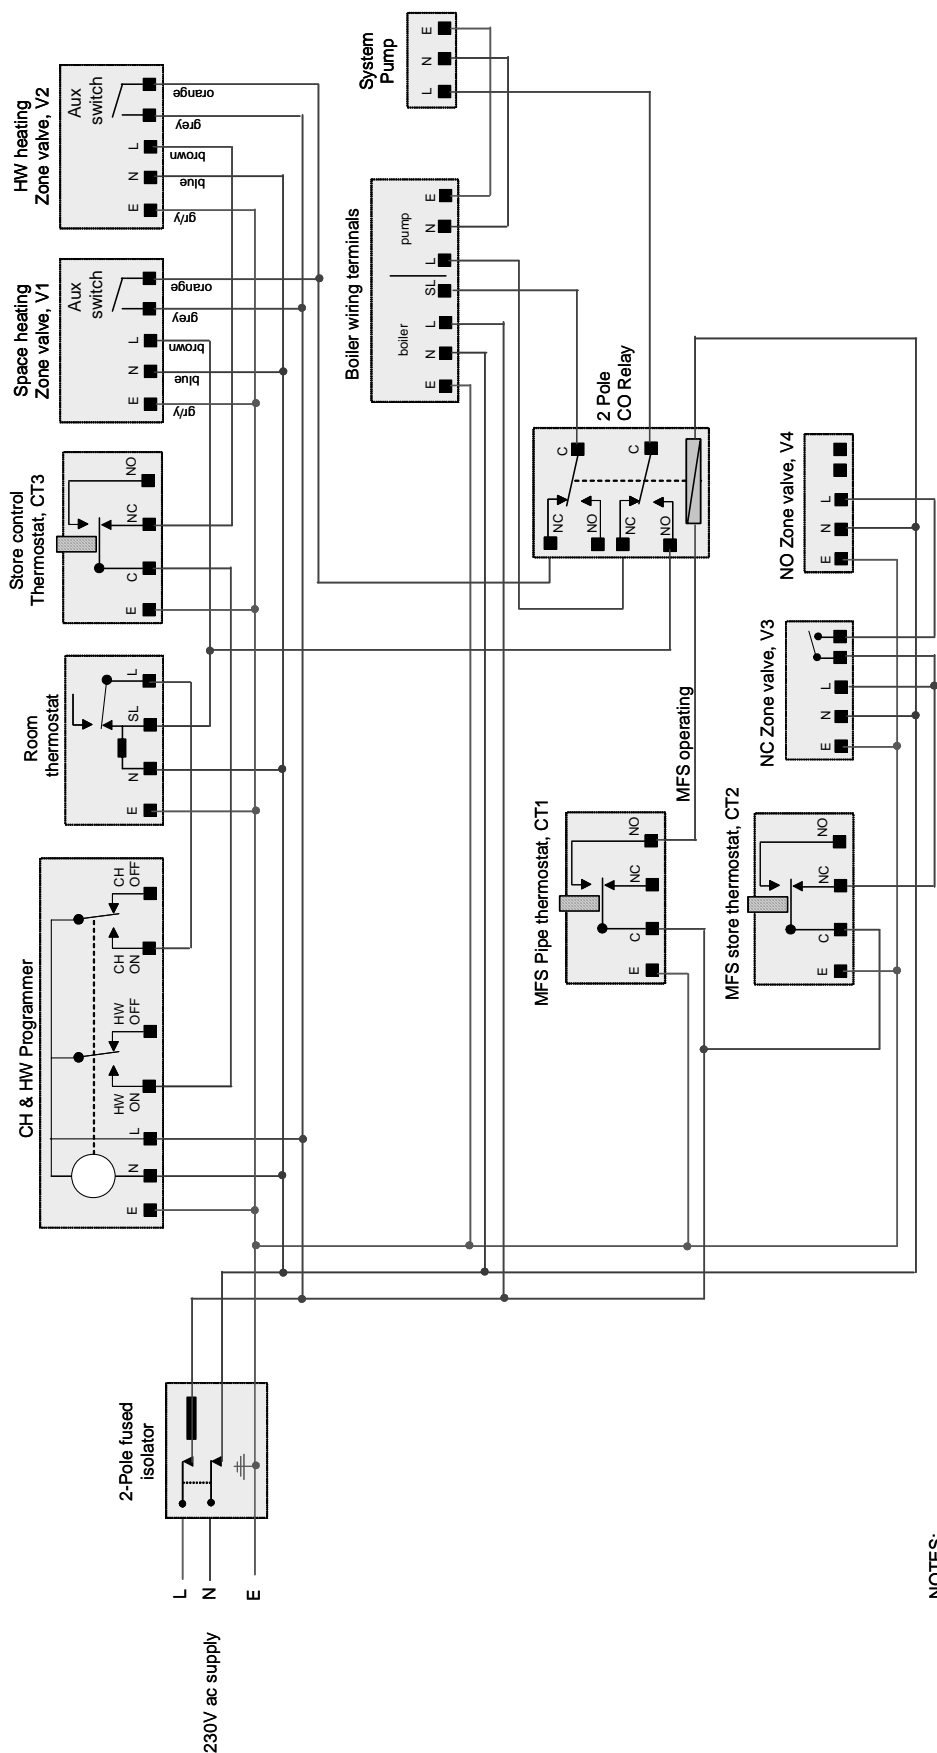 230V ac supply
L
N
E
2-Pole fused
isolator
CH & HW Programmer
E
N
L
HW
ON
HW
OFF
CH
ON
CH
OFF
Room
thermostat
E
N
SL
L
Store control
Thermostat, CT3
E
C
NC
NO
Space heating
Zone valve, V1
E
N
L
Aux
switch
gr/y
blue
brown
grey
orange
HW heating
Zone valve, V2
E
N
L
Aux
switch
gr/y
blue
brown
grey
orange
Boiler wiring terminals
boiler
pump
E
N
L
SL
L
N
E
System
Pump
L
N
E
2 Pole
CO Relay
NC
NO
C
NC
NO
C
MFS operating
MFS Pipe thermostat, CT1
E
C
NC
NO
MFS store thermostat, CT2
E
C
NC
NO
NC Zone valve, V3
E
N
L
NO Zone valve, V4
E
N
L
NOTES: